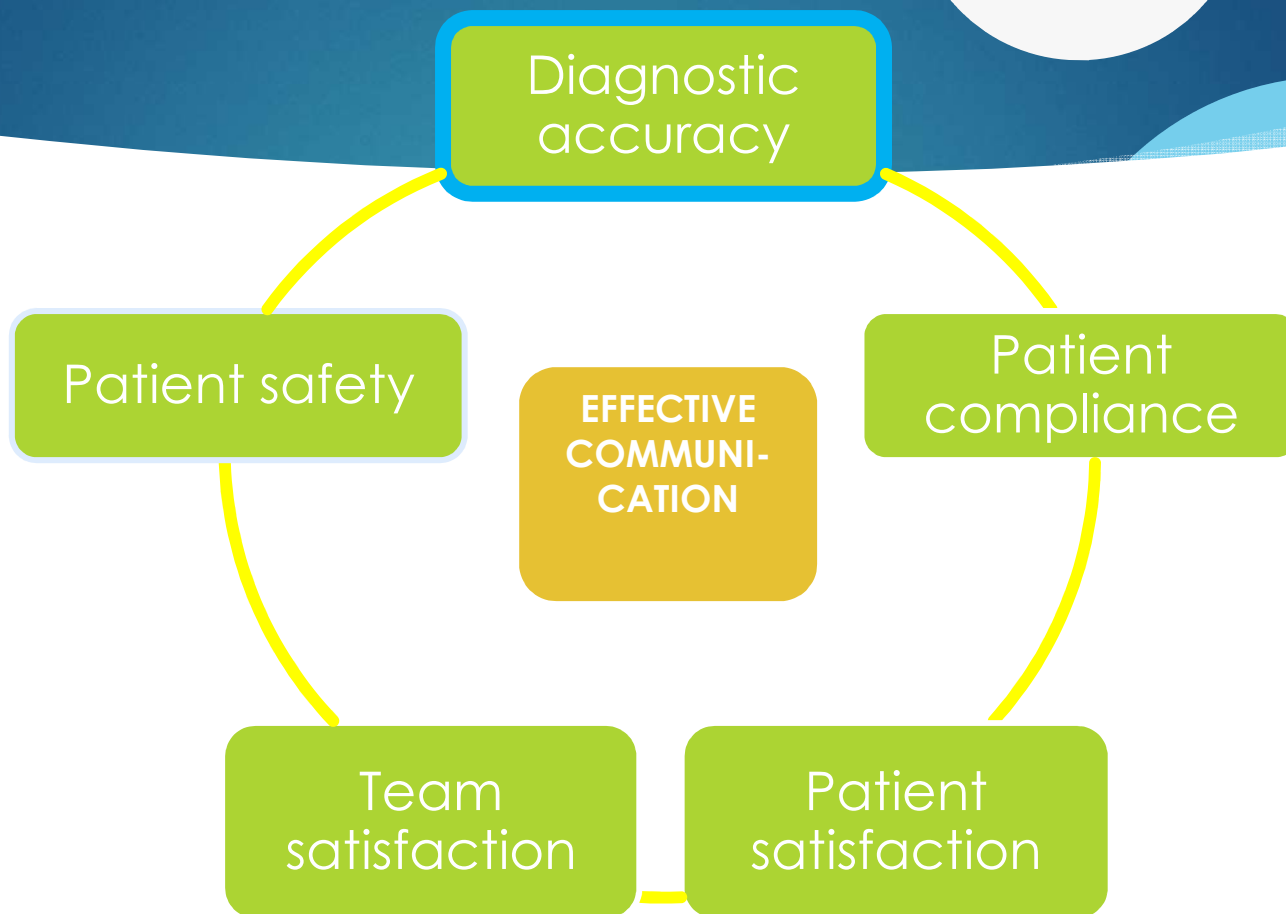 Diagnostic
accuracy
Patient safety
EFFECTIVE
COMMUNI-
CATION
Patient
compliance
Team
satisfaction
Patient
satisfaction